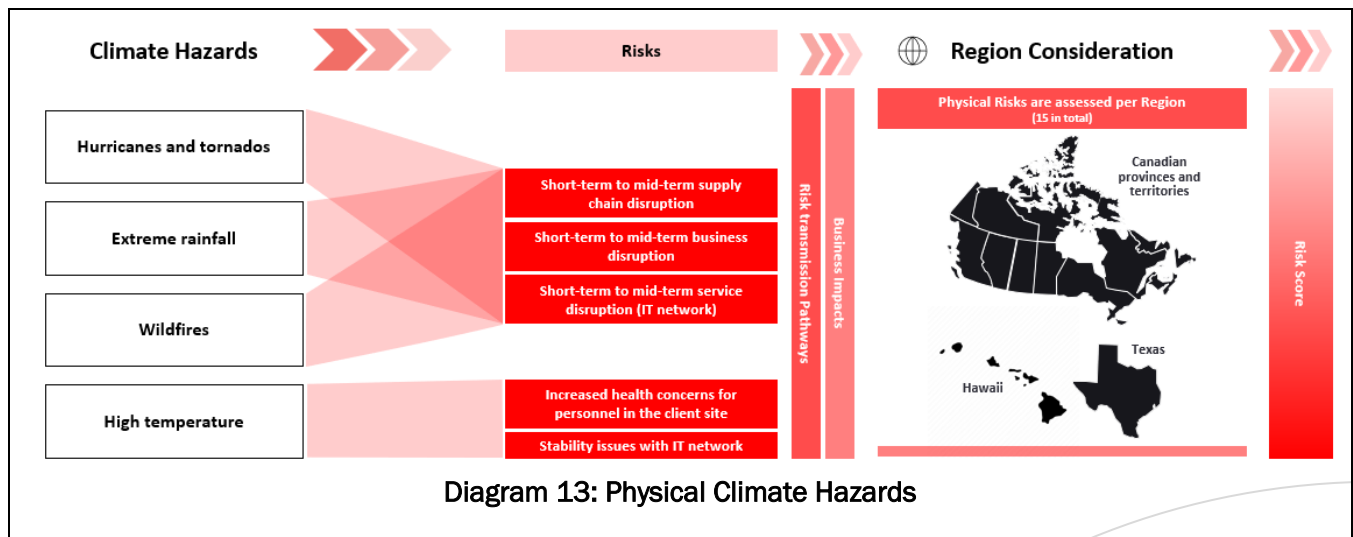 Climate Hazards
Risks
Region Consideration
Hurricanes and tornados
Extreme rainfall
Wildfires
High temperature
Short-term to mid-term supply
chain disruption
Short-term to mid-term business
disruption
Short-term to mid-term service
disruption (IT network)
Increased health concerns for
personnel in the client site
Stability issues with IT network
Risk transmission Pathways
Business Impacts
Physical Risks are assessed per Region
(15 in total)
Canadian
provinces and
territories
Texas
Hawaii
Risk Score
Diagram 13: Physical Climate Hazards